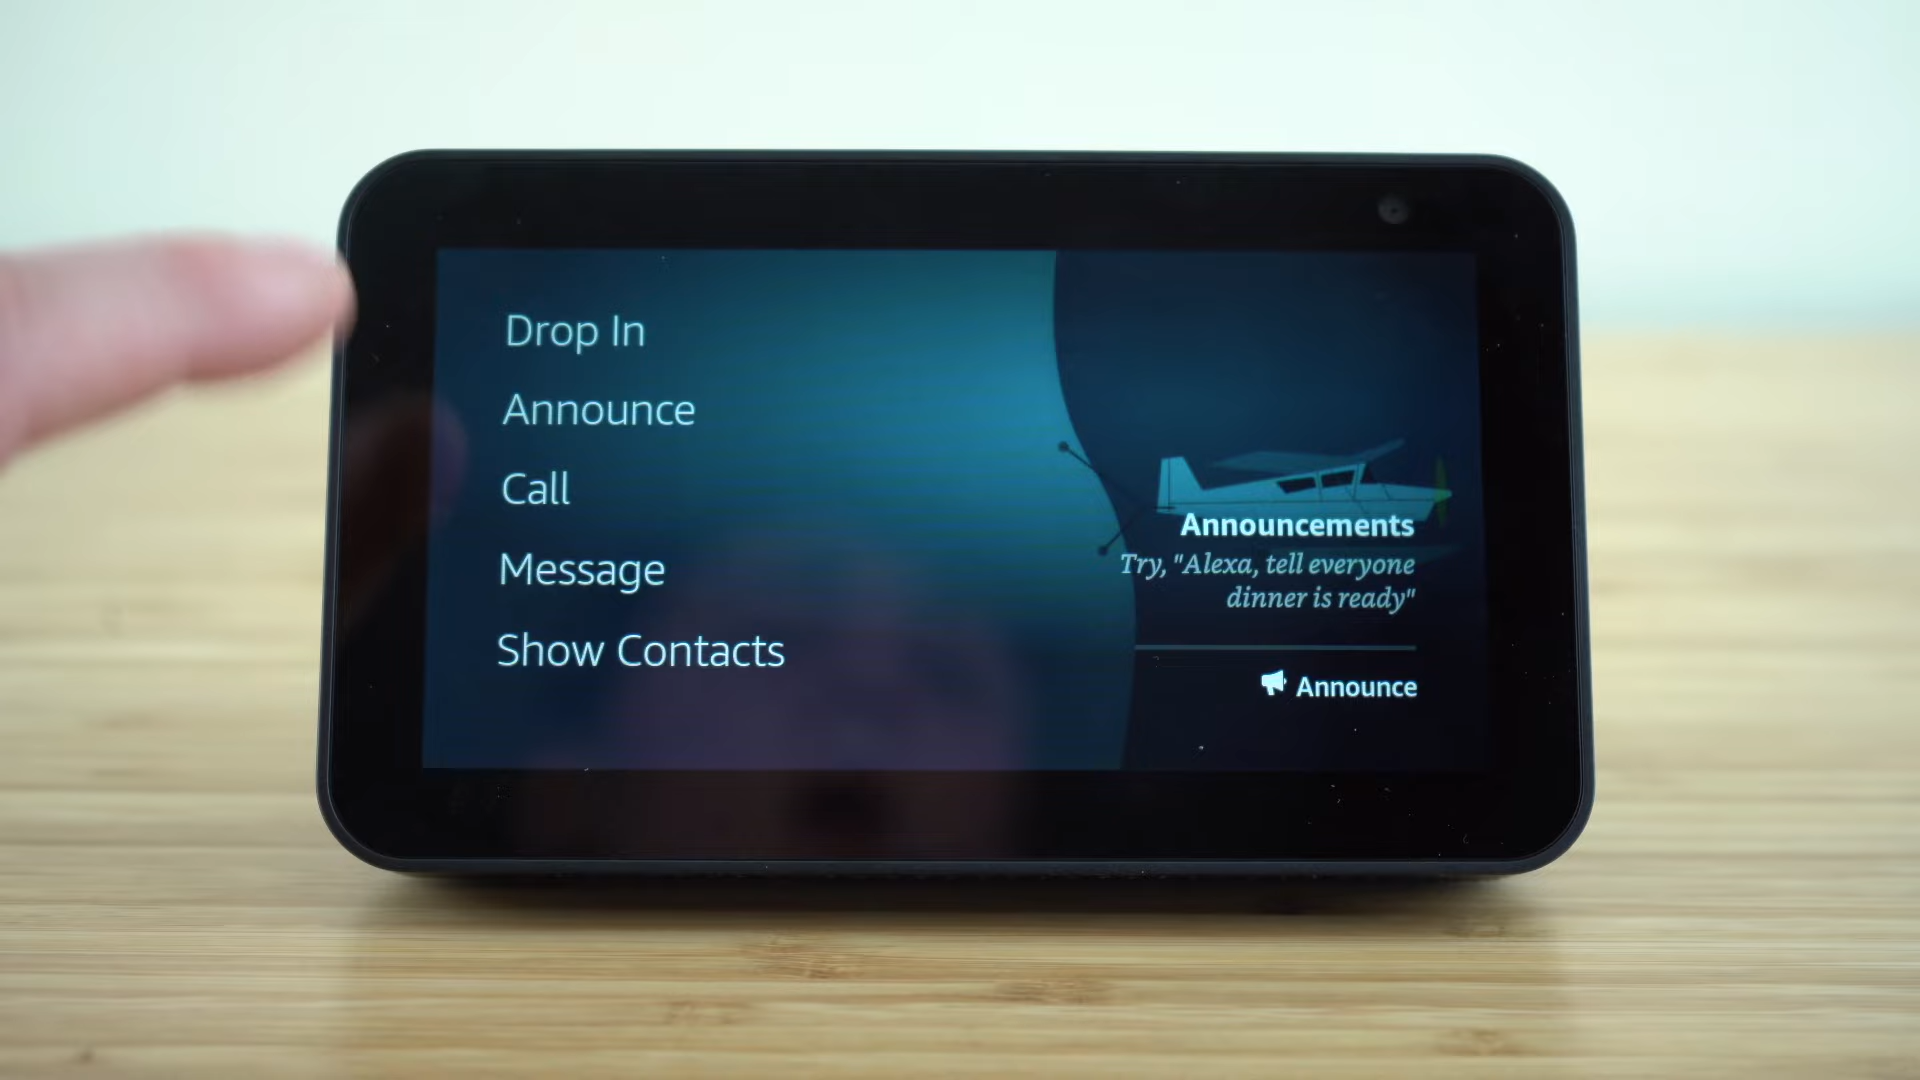 Drop In
Announce
Call
Message
Show Contacts
Announcements
Try, "Alexa, tell everyone
dinner is ready"
Announce